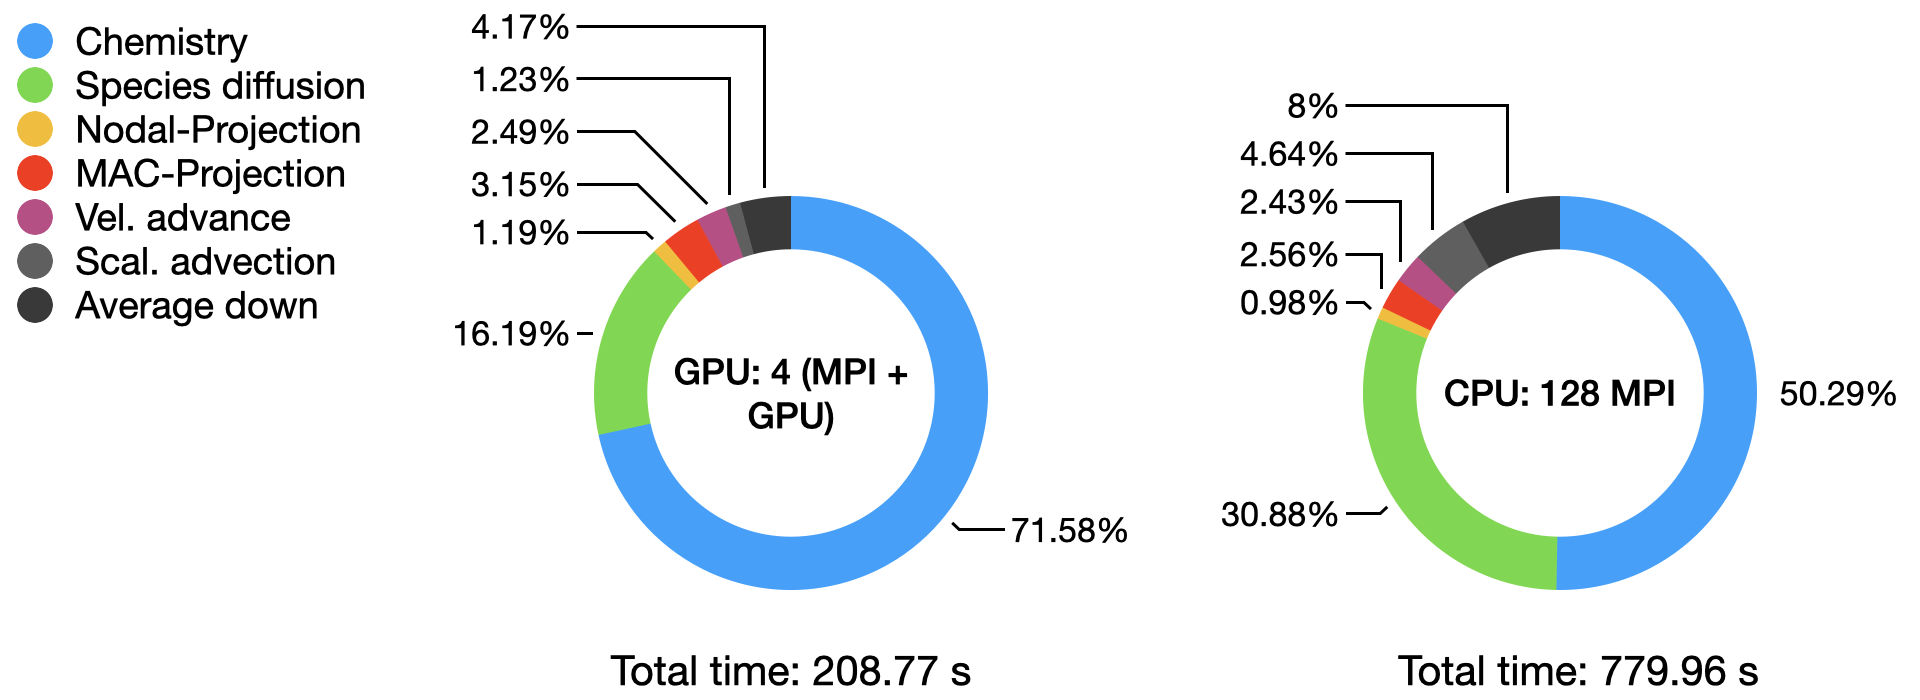 Chemistry
Species diffusion
Nodal-Projection
MAC-Projection
Vel. advance
Scal. advection
Average down
4.17%
1.23%
2.49%
3.15%
1.19%
16.19%
71.58%
GPU: 4 (MPI +
GPU)
Total time: 208.77 s
8%
4.64%
2.43%
2.56%
0.98%
30.88%
50.29%
CPU: 128 MPI
Total time: 779.96 s